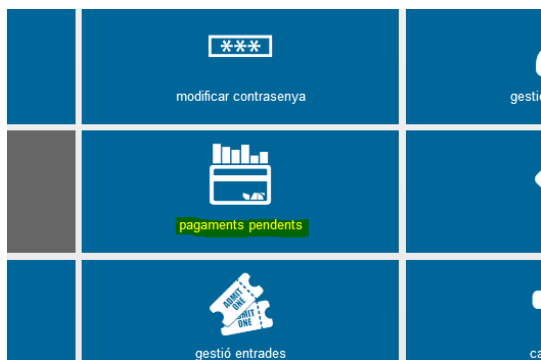 ***
modificar contrasenya
pagaments pendents
ADMIT
ONE
ADMIT
ONE
gestió entrades